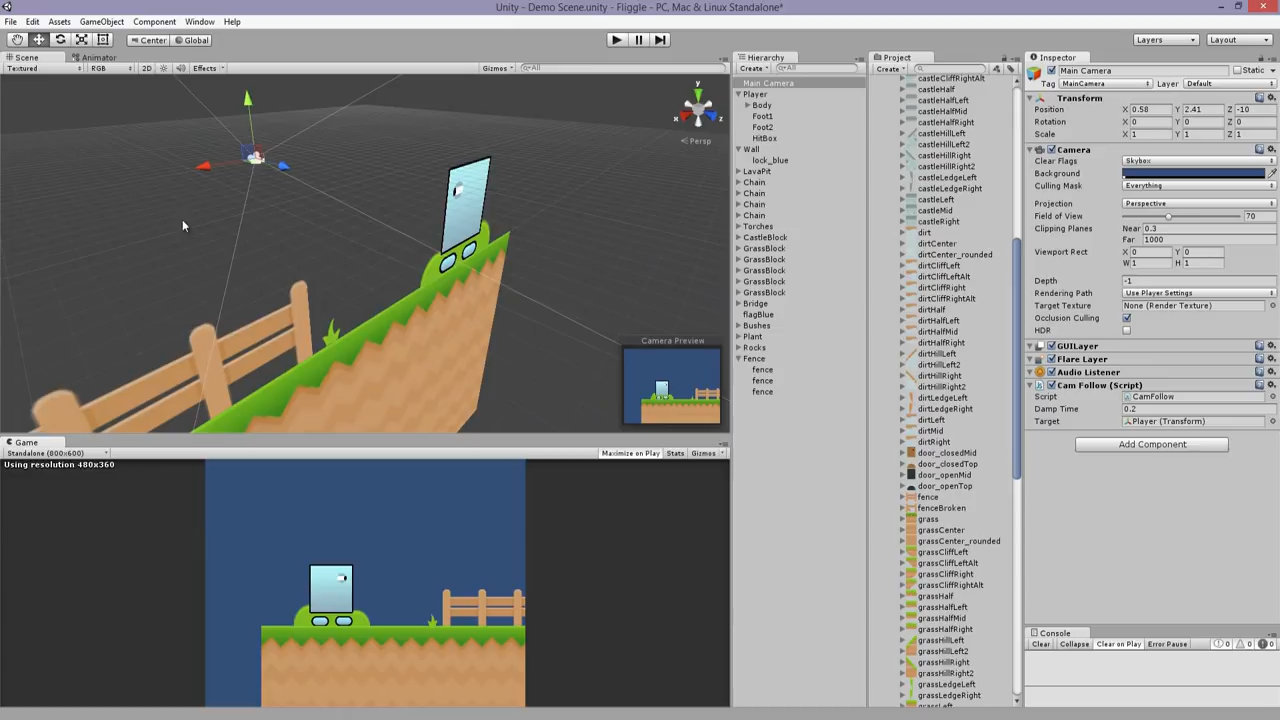 Unity - Demo Scene.unity - Fliggle - PC, Mac & Linux Standalone*
File Edit Assets GameObject Component Window Help
Center Global Layers Layout
Scene Animator
Textured RGB 2D Effects Gizmos All
y
x z
Persp
Camera Preview
Game
Standalone (800x600) Maximize on Play Stats Gizmos
Using resolution 480x360
Hierarchy
Create All
Main Camera
Player
Body
Foot1
Foot2
HitBox
Wall
lock_blue
LavaPit
Chain
Chain
Chain
Chain
Torches
CastleBlock
GrassBlock
GrassBlock
GrassBlock
GrassBlock
GrassBlock
Bridge
flagBlue
Bushes
Plant
Rocks
Fence
fence
fence
fence
Project
Create
castleCliffRightAlt
castleHalf
castleHalfLeft
castleHalfMid
castleHalfRight
castleHillLeft
castleHillLeft2
castleHillRight
castleHillRight2
castleLedgeLeft
castleLedgeRight
castleLeft
castleMid
castleRight
dirt
dirtCenter
dirtCenter_rounded
dirtCliffLeft
dirtCliffLeftAlt
dirtCliffRight
dirtCliffRightAlt
dirtHalf
dirtHalfLeft
dirtHalfMid
dirtHalfRight
dirtHillLeft
dirtHillLeft2
dirtHillRight
dirtHillRight2
dirtLedgeLeft
dirtLedgeRight
dirtLeft
dirtMid
dirtRight
door_closedMid
door_closedTop
door_openMid
door_openTop
fence
fenceBroken
grass
grassCenter
grassCenter_rounded
grassCliffLeft
grassCliffLeftAlt
grassCliffRight
grassCliffRightAlt
grassHalf
grassHalfLeft
grassHalfMid
grassHalfRight
grassHillLeft
grassHillLeft2
grassHillRight
grassHillRight2
grassLedgeLeft
grassLedgeRight
grassLeft
Inspector
Main Camera Static
Tag MainCamera Layer Default
Transform
Position X 0.58 Y 2.41 Z -10
Rotation X 0 Y 0 Z 0
Scale X 1 Y 1 Z 1
Camera
Clear Flags Skybox
Background
Culling Mask Everything
Projection Perspective
Field of View 70
Clipping Planes Near 0.3
Far 1000
Viewport Rect X 0 Y 0
W 1 H 1
Depth -1
Rendering Path Use Player Settings
Target Texture None (Render Texture)
Occlusion Culling
HDR
GUILayer
Flare Layer
Audio Listener
Cam Follow (Script)
Script CamFollow
Damp Time 0.2
Target Player (Transform)
Add Component
Console
Clear Collapse Clear on Play Error Pause 0 0 0